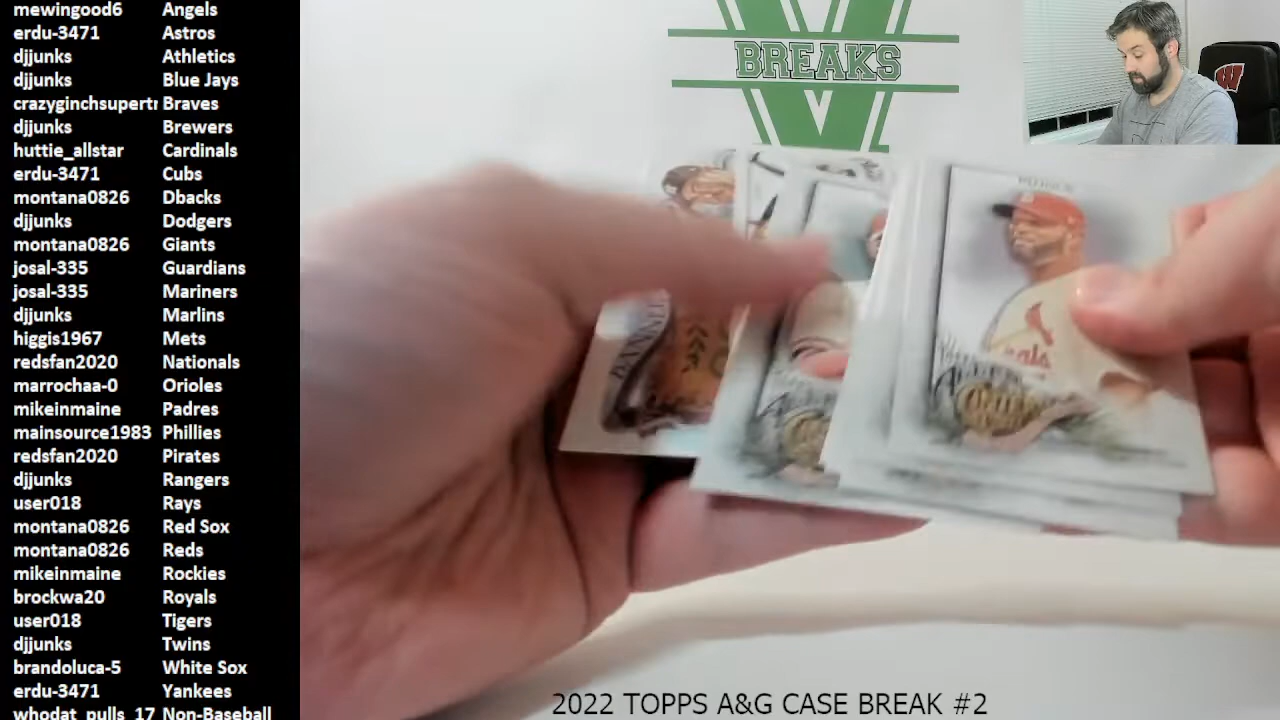 mewingood6 Angels
erdu-3471 Astros
djjunks Athletics
djjunks Blue Jays
crazyginchsupertr Braves
djjunks Brewers
huttie_allstar Cardinals
erdu-3471 Cubs
montana0826 Dbacks
djjunks Dodgers
montana0826 Giants
josal-335 Guardians
josal-335 Mariners
djjunks Marlins
higgis1967 Mets
redsfan2020 Nationals
marrochaa-0 Orioles
mikeinmaine Padres
mainsource1983 Phillies
redsfan2020 Pirates
djjunks Rangers
user018 Rays
montana0826 Red Sox
montana0826 Reds
mikeinmaine Rockies
brockwa20 Royals
user018 Tigers
djjunks Twins
brandoluca-5 White Sox
erdu-3471 Yankees
whodat_pulls_17 Non-Baseball
V
BREAKS
W
2022 TOPPS A&G CASE BREAK #2